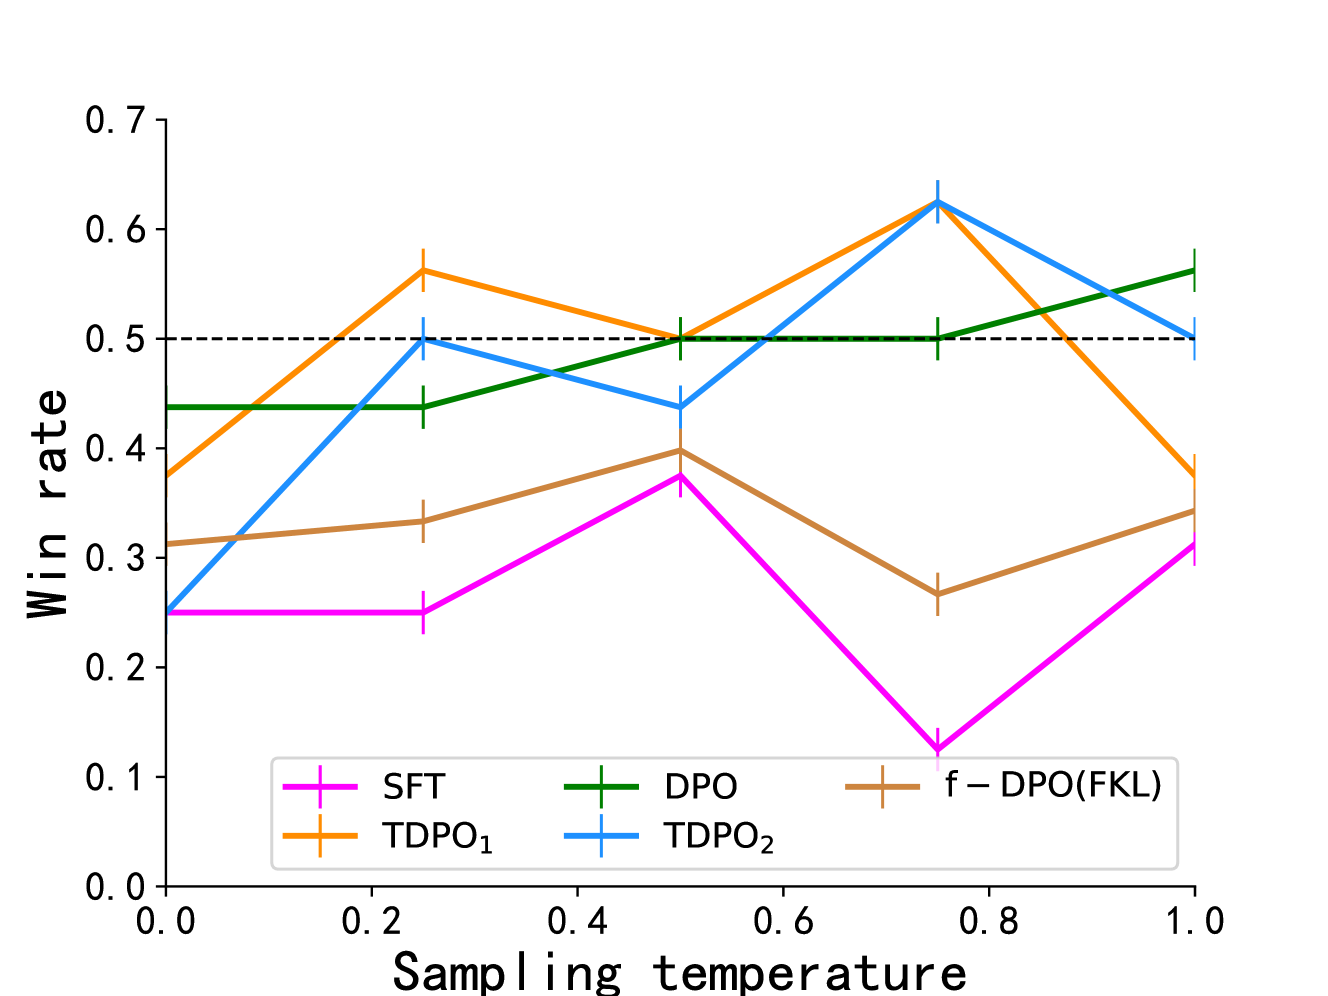 0.7
0.6
0.5
0.4
0.3
0.2
0.1
0.0
Win rate
SFT DPO f − DPO(FKL)
TDPO₁ TDPO₂
0.0 0.2 0.4 0.6 0.8 1.0
Sampling temperature